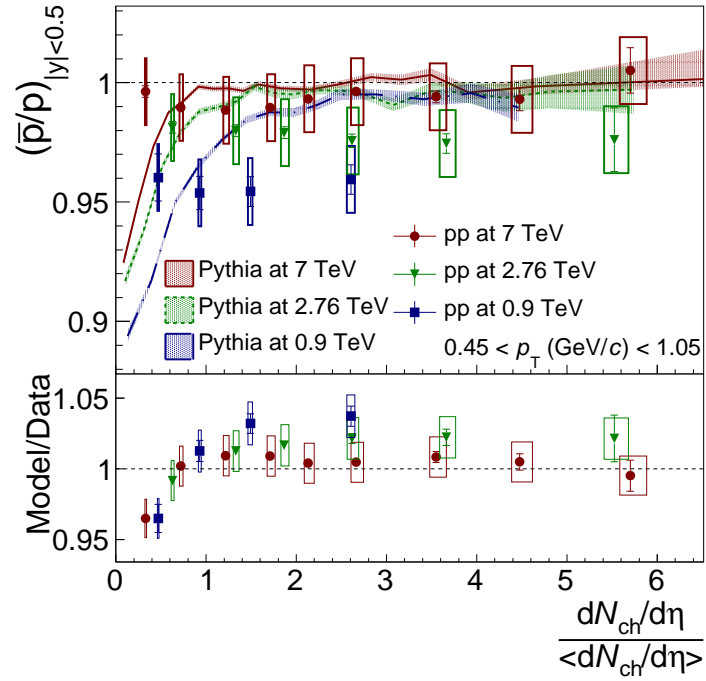 (p̅/p)|y|<0.5
1
0.95
0.9
pp at 7 TeV
Pythia at 7 TeV
pp at 2.76 TeV
Pythia at 2.76 TeV
pp at 0.9 TeV
Pythia at 0.9 TeV
0.45 < pT (GeV/c) < 1.05
Model/Data
1.05
1
0.95
0 1 2 3 4 5 6
dNch/dη
<dNch/dη>